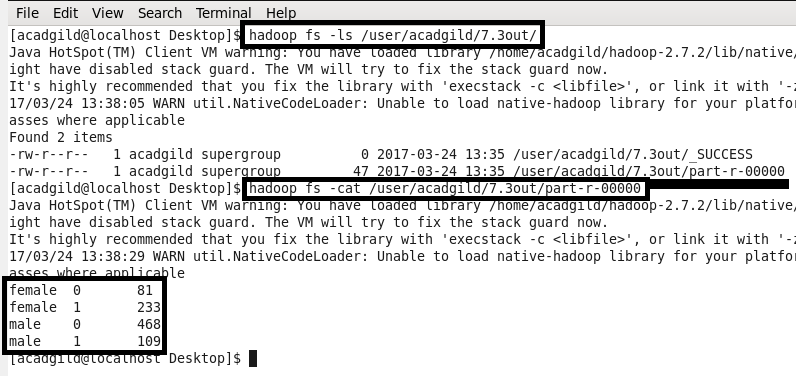 File Edit View Search Terminal Help
[acadgild@localhost Desktop]$ hadoop fs -ls /user/acadgild/7.3out/
Java HotSpot(TM) Client VM warning: You have loaded library /home/acadgild/hadoop-2.7.2/lib/native/
ight have disabled stack guard. The VM will try to fix the stack guard now.
It's highly recommended that you fix the library with 'execstack -c <libfile>', or link it with '-z
17/03/24 13:38:05 WARN util.NativeCodeLoader: Unable to load native-hadoop library for your platfor
asses where applicable
Found 2 items
-rw-r--r--   1 acadgild supergroup          0 2017-03-24 13:35 /user/acadgild/7.3out/_SUCCESS
-rw-r--r--   1 acadgild supergroup         47 2017-03-24 13:35 /user/acadgild/7.3out/part-r-00000
[acadgild@localhost Desktop]$ hadoop fs -cat /user/acadgild/7.3out/part-r-00000
Java HotSpot(TM) Client VM warning: You have loaded library /home/acadgild/hadoop-2.7.2/lib/native/
ight have disabled stack guard. The VM will try to fix the stack guard now.
It's highly recommended that you fix the library with 'execstack -c <libfile>', or link it with '-z
17/03/24 13:38:29 WARN util.NativeCodeLoader: Unable to load native-hadoop library for your platfor
asses where applicable
female  0       81
female  1       233
male    0       468
male    1       109
[acadgild@localhost Desktop]$